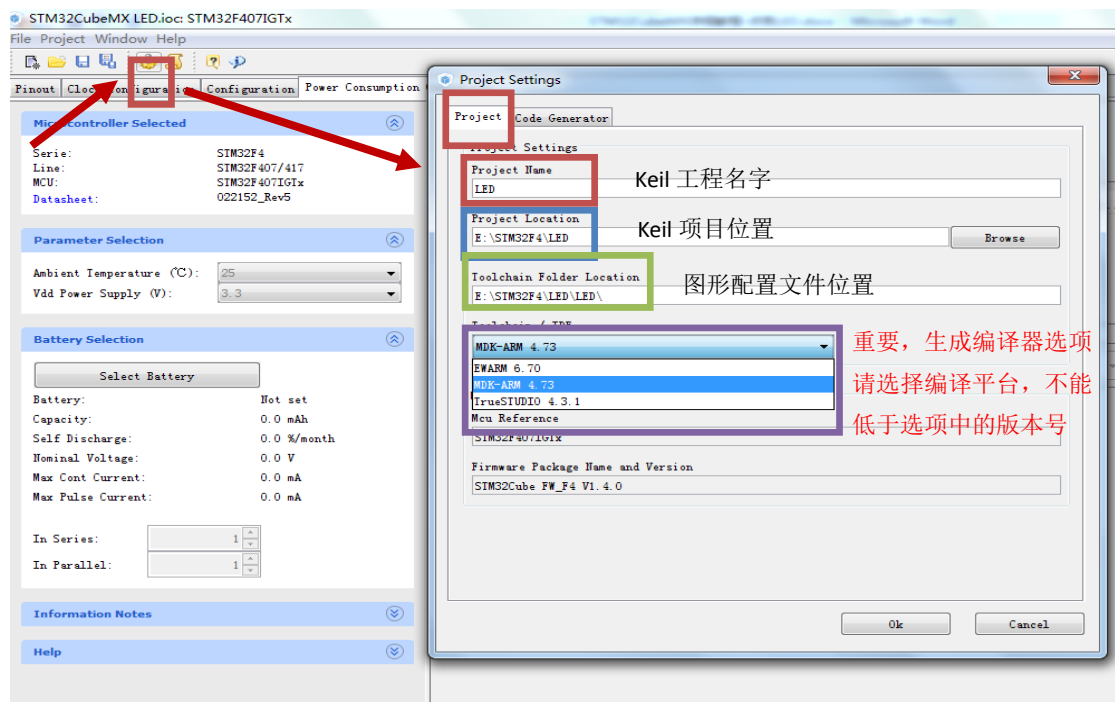 STM32CubeMX LED.ioc: STM32F407IGTx
File Project Window Help
Pinout Clock Configuration Configuration Power Consumption
Microcontroller Selected
Serie: STM32F4
Line: STM32F407/417
MCU: STM32F407IGTx
Datasheet: 022152_Rev5
Parameter Selection
Ambient Temperature (℃): 25
Vdd Power Supply (V): 3.3
Battery Selection
Select Battery
Battery: Not set
Capacity: 0.0 mAh
Self Discharge: 0.0 %/month
Nominal Voltage: 0.0 V
Max Cont Current: 0.0 mA
Max Pulse Current: 0.0 mA
In Series: 1
In Parallel: 1
Information Notes
Help
Project Settings
Project Code Generator
Project Settings
Project Name
LED
Keil 工程名字
Project Location
E:\STM32F4\LED
Keil 项目位置
Browse
Toolchain Folder Location
E:\STM32F4\LED\LED\
图形配置文件位置
Toolchain / IDE
MDK-ARM 4.73
EWARM 6.70
MDK-ARM 4.73
TrueSTUDIO 4.3.1
重要，生成编译器选项
请选择编译平台，不能
低于选项中的版本号
Mcu Reference
STM32F407IGTx
Firmware Package Name and Version
STM32Cube FW_F4 V1.4.0
Ok Cancel